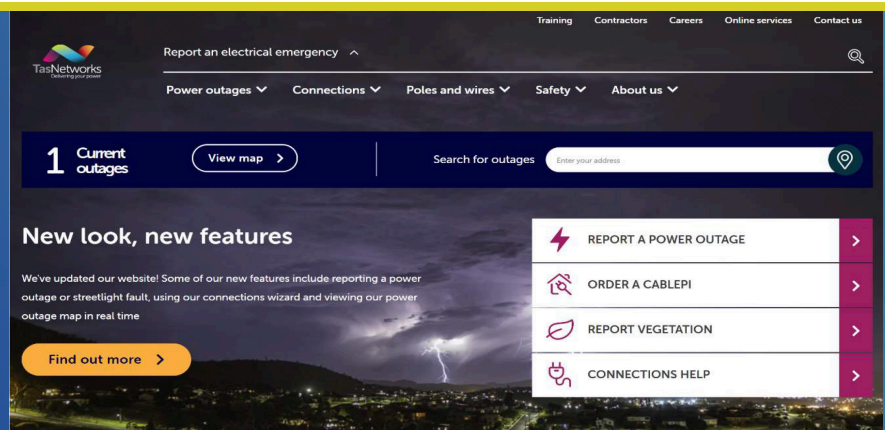 Training Contractors Careers Online services Contact us
Report an electrical emergency
TasNetworks
Delivering your power
Power outages Connections Poles and wires Safety About us
1 Current outages
View map
Search for outages
Enter your address
New look, new features
We've updated our website! Some of our new features include reporting a power
outage or streetlight fault, using our connections wizard and viewing our power
outage map in real time
Find out more
REPORT A POWER OUTAGE
ORDER A CABLEPI
REPORT VEGETATION
CONNECTIONS HELP